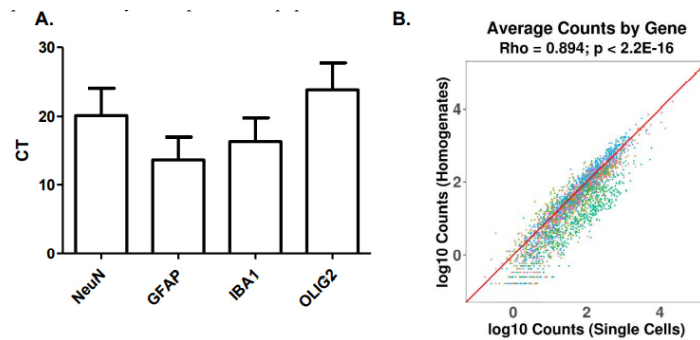 A.
30
20
10
0
CT
NeuN
GFAP
IBA1
OLIG2
B.
Average Counts by Gene
Rho = 0.894; p < 2.2E-16
log10 Counts (Homogenates)
4
2
0
0 2 4
log10 Counts (Single Cells)